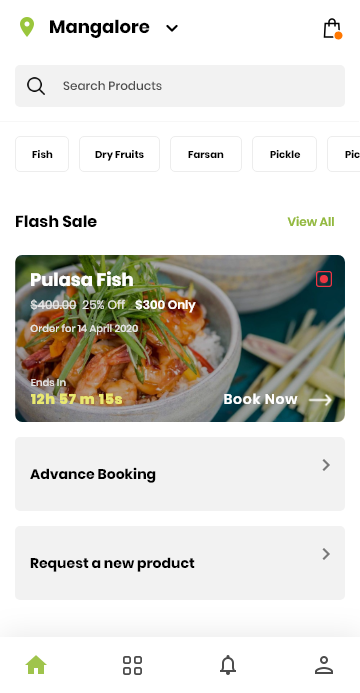 Mangalore
Search Products
Fish
Dry Fruits
Farsan
Pickle
Pic
Flash Sale
View All
Pulasa Fish
$400.00 25% Off $300 Only
Order for 14 April 2020
Ends In
12h 57 m 15s
Book Now
Advance Booking
Request a new product